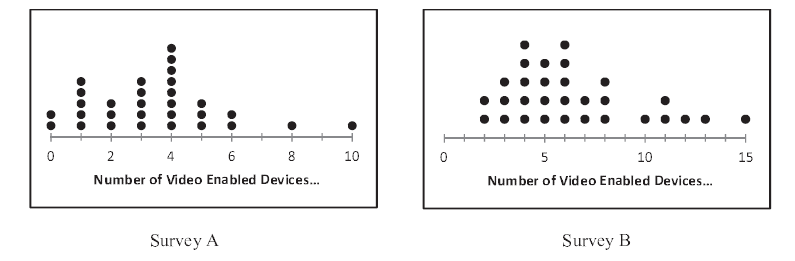 0 2 4 6 8 10
Number of Video Enabled Devices...
Survey A
0 5 10 15
Number of Video Enabled Devices...
Survey B